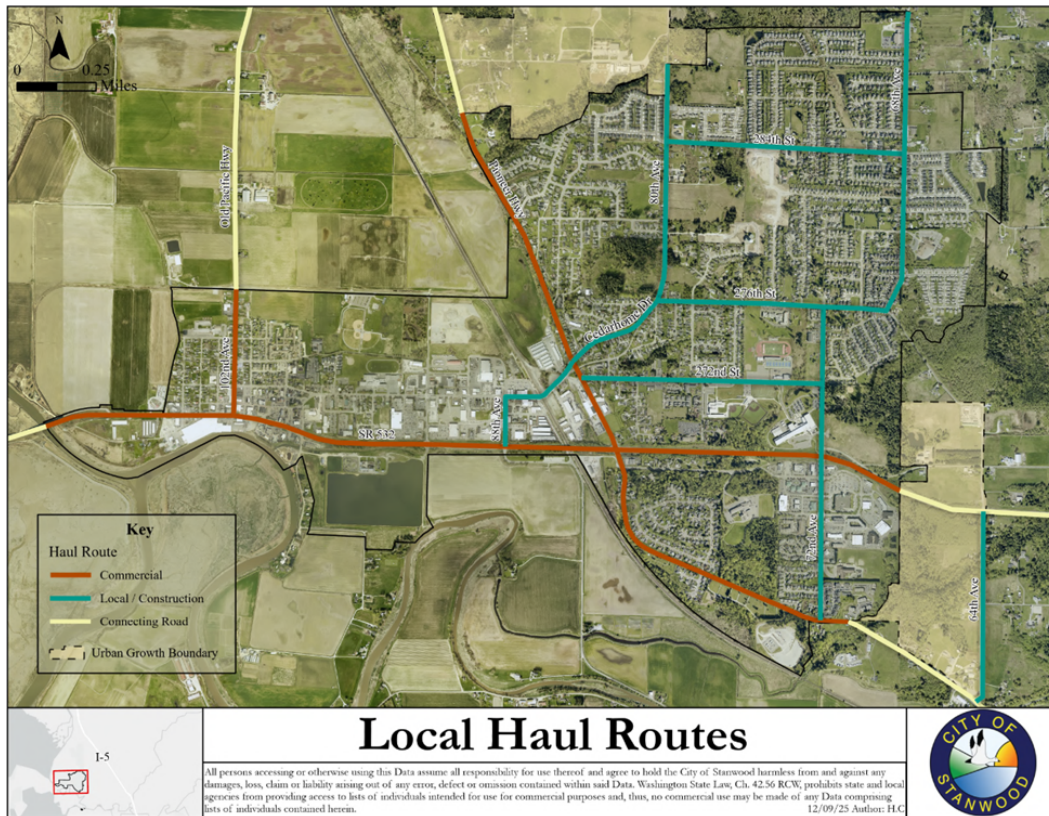 0
0.25
Miles
Old Pacific Hwy
Pioneer Hwy
80th Ave
68th Ave
284th St
276th St
Cedarhome Dr.
272nd St
102nd Ave
88th Ave
SR 532
72nd Ave
64th Ave
Key
Haul Route
Commercial
Local / Construction
Connecting Road
Urban Growth Boundary
I-5
Local Haul Routes
All persons accessing or otherwise using this Data assume all responsibility for use thereof and agree to hold the City of Stanwood harmless from and against any
damages, loss, claim or liability arising out of any error, defect or omission contained within said Data. Washington State Law, Ch. 42.56 RCW, prohibits state and local
agencies from providing access to lists of individuals intended for use for commercial purposes and, thus, no commercial use may be made of any Data comprising
lists of individuals contained herein.
12/09/25 Author: H.C
CITY OF
STANWOOD